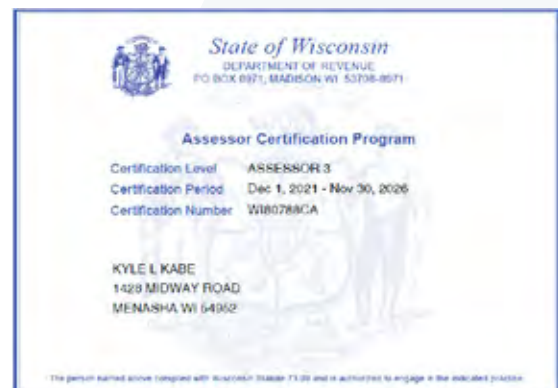 State of Wisconsin
DEPARTMENT OF REVENUE
PO BOX 8971, MADISON WI 53708-8971
Assessor Certification Program
Certification Level ASSESSOR 3
Certification Period Dec 1, 2021 - Nov 30, 2026
Certification Number WI80788CA
KYLE L KABE
1428 MIDWAY ROAD
MENASHA WI 54952
The person named above complied with Wisconsin Statute and is authorized to engage in the indicated practice.